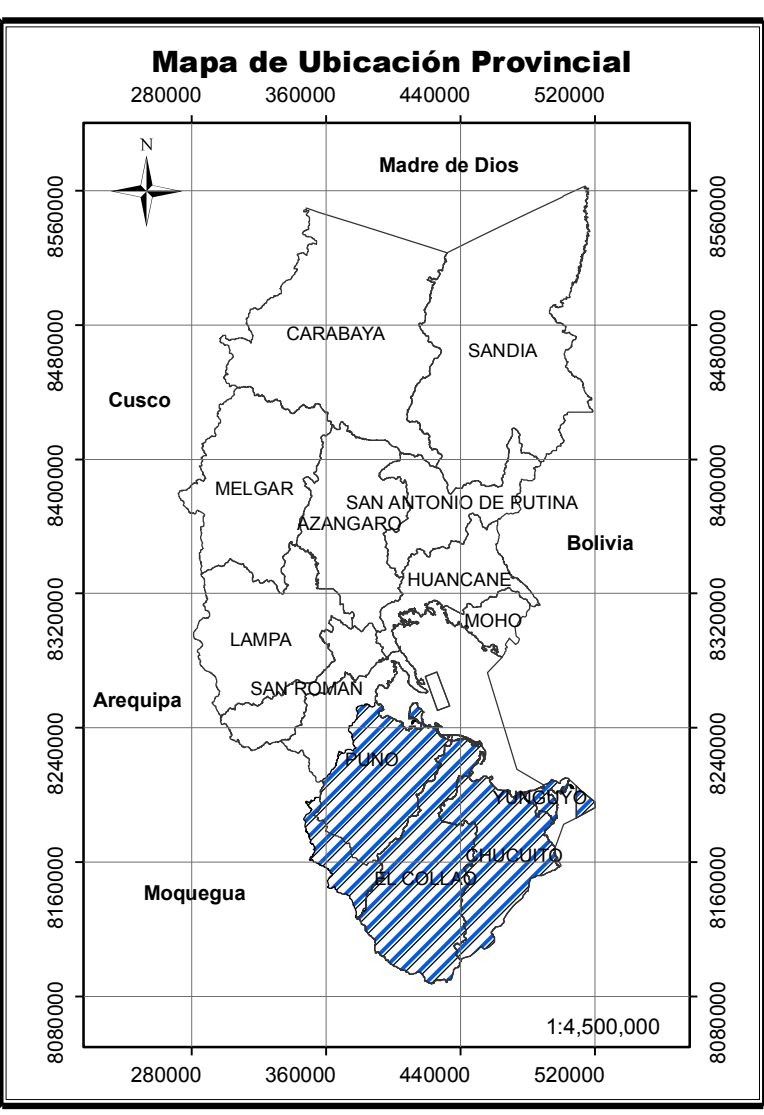 Mapa de Ubicación Provincial
280000 360000 440000 520000
N
Madre de Dios
8560000 8560000
CARABAYA
8480000 8480000
SANDIA
Cusco
MELGAR
8400000 8400000
SAN ANTONIO DE PUTINA
AZANGARO
Bolivia
HUANCANE
8320000 8320000
MOHO
LAMPA
SAN ROMAN
Arequipa
8240000 8240000
PUNO
YUNGUYO
CHUCUITO
8160000 8160000
EL COLLAO
Moquegua
8080000 8080000
1:4,500,000
280000 360000 440000 520000